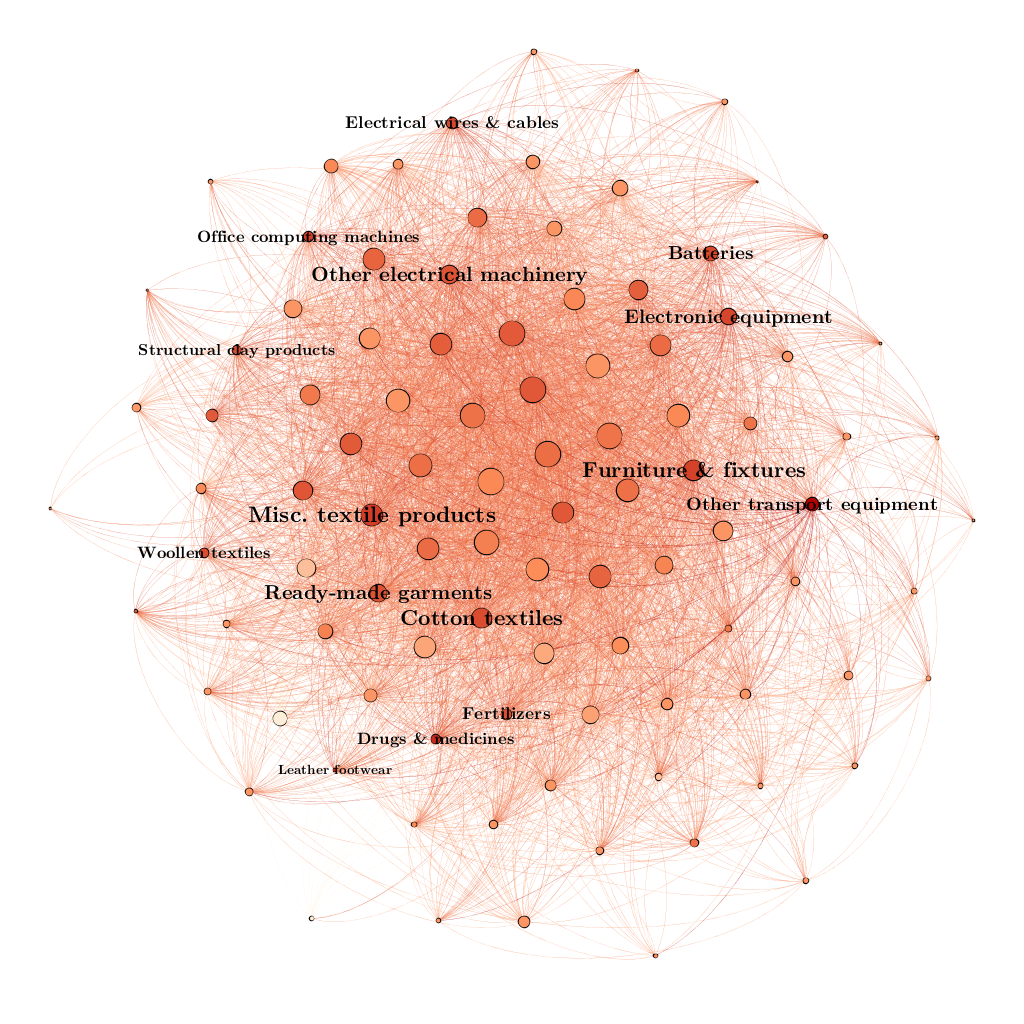 Electrical wires & cables
Office computing machines
Batteries
Other electrical machinery
Electronic equipment
Structural clay products
Furniture & fixtures
Other transport equipment
Misc. textile products
Woollen textiles
Ready-made garments
Cotton textiles
Fertilizers
Drugs & medicines
Leather footwear